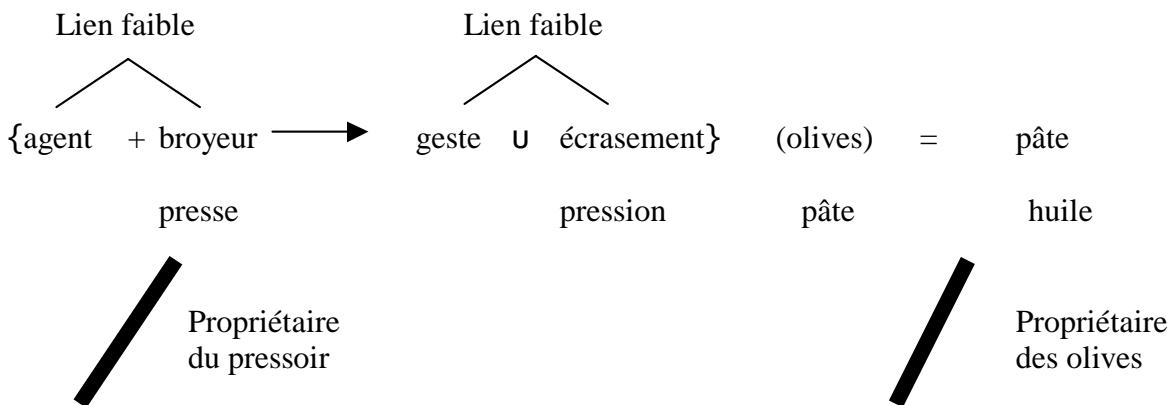 Lien faible Lien faible
{agent + broyeur geste ∪ écrasement} (olives) = pâte
presse pression pâte huile
Propriétaire Propriétaire
du pressoir des olives